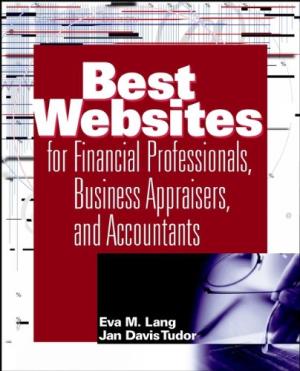 Best
Websites
for Financial Professionals,
Business Appraisers,
and Accountants
Eva M. Lang
Jan Davis Tudor